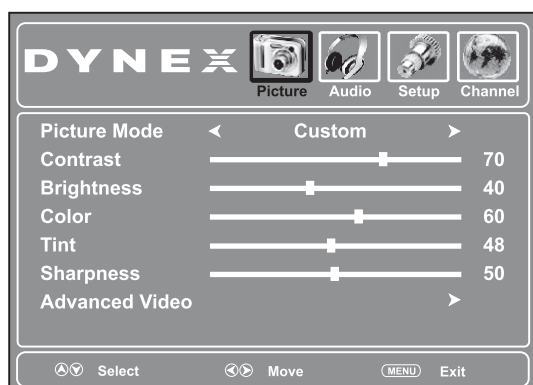 DYNEX
Picture Audio Setup Channel
Picture Mode Custom
Contrast 70
Brightness 40
Color 60
Tint 48
Sharpness 50
Advanced Video
Select Move MENU Exit